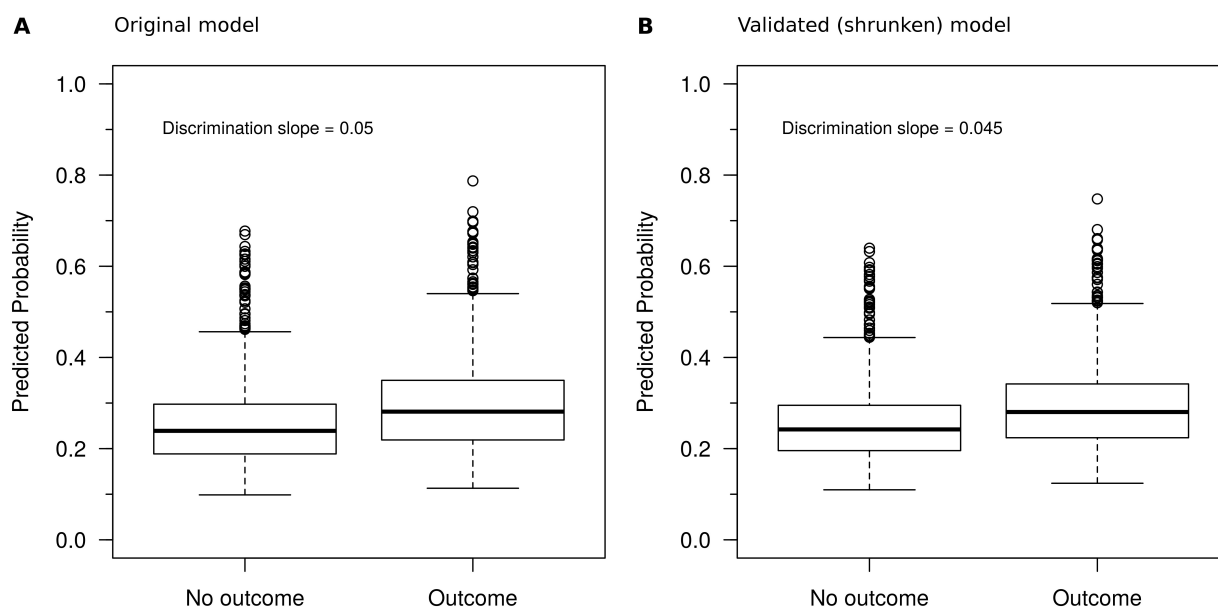 A Original model
Predicted Probability
1.0
0.8
0.6
0.4
0.2
0.0
Discrimination slope = 0.05
No outcome Outcome
B Validated (shrunken) model
Predicted Probability
1.0
0.8
0.6
0.4
0.2
0.0
Discrimination slope = 0.045
No outcome Outcome